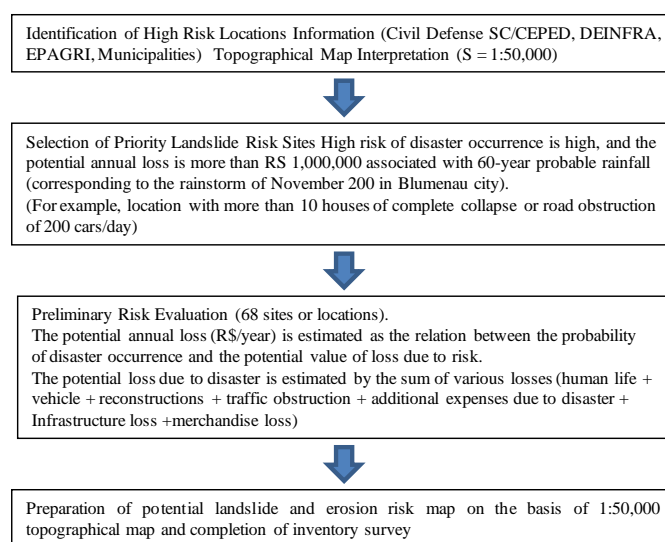 Identification of High Risk Locations Information (Civil Defense SC/CEPED, DEINFRA,
EPAGRI, Municipalities) Topographical Map Interpretation (S = 1:50,000)
Selection of Priority Landslide Risk Sites High risk of disaster occurrence is high, and the
potential annual loss is more than RS 1,000,000 associated with 60-year probable rainfall
(corresponding to the rainstorm of November 200 in Blumenau city).
(For example, location with more than 10 houses of complete collapse or road obstruction
of 200 cars/day)
Preliminary Risk Evaluation (68 sites or locations).
The potential annual loss (R$/year) is estimated as the relation between the probability
of disaster occurrence and the potential value of loss due to risk.
The potential loss due to disaster is estimated by the sum of various losses (human life +
vehicle + reconstructions + traffic obstruction + additional expenses due to disaster +
Infrastructure loss +merchandise loss)
Preparation of potential landslide and erosion risk map on the basis of 1:50,000
topographical map and completion of inventory survey